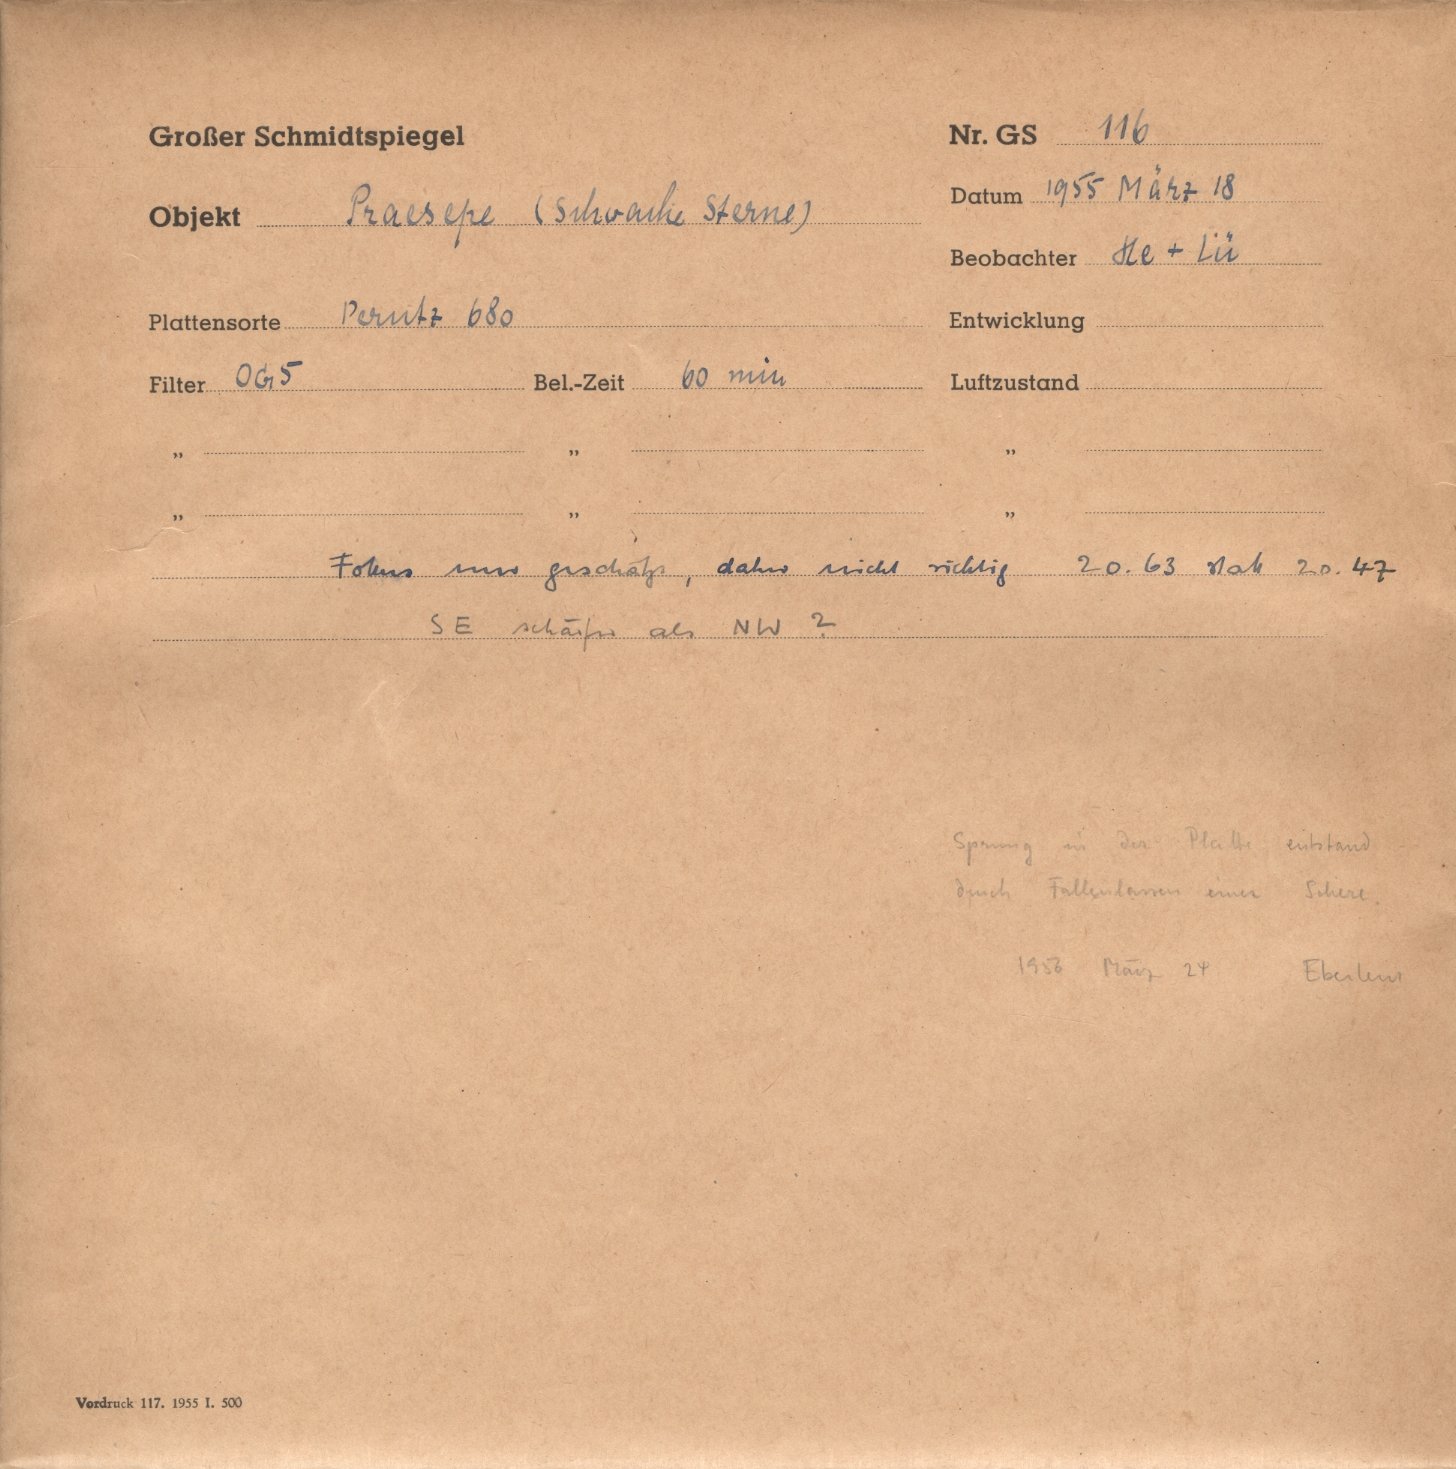 Großer Schmidtspiegel
Nr. GS 116
Datum 1955 März 18
Objekt Praesepe (Schwache Sterne)
Beobachter He + Lü
Plattensorte Perutz 680
Entwicklung
Filter OG5 Bel.-Zeit 60 min Luftzustand
„ „ „
„ „ „
Fokus nur geschätzt, daher nicht richtig 20.63 statt 20.47
SE schärfer als NW ?
Sprung in der Platte entstand
durch Fallenlassen einer Schere.
1956 März 24
Vordruck 117. 1955 I. 500